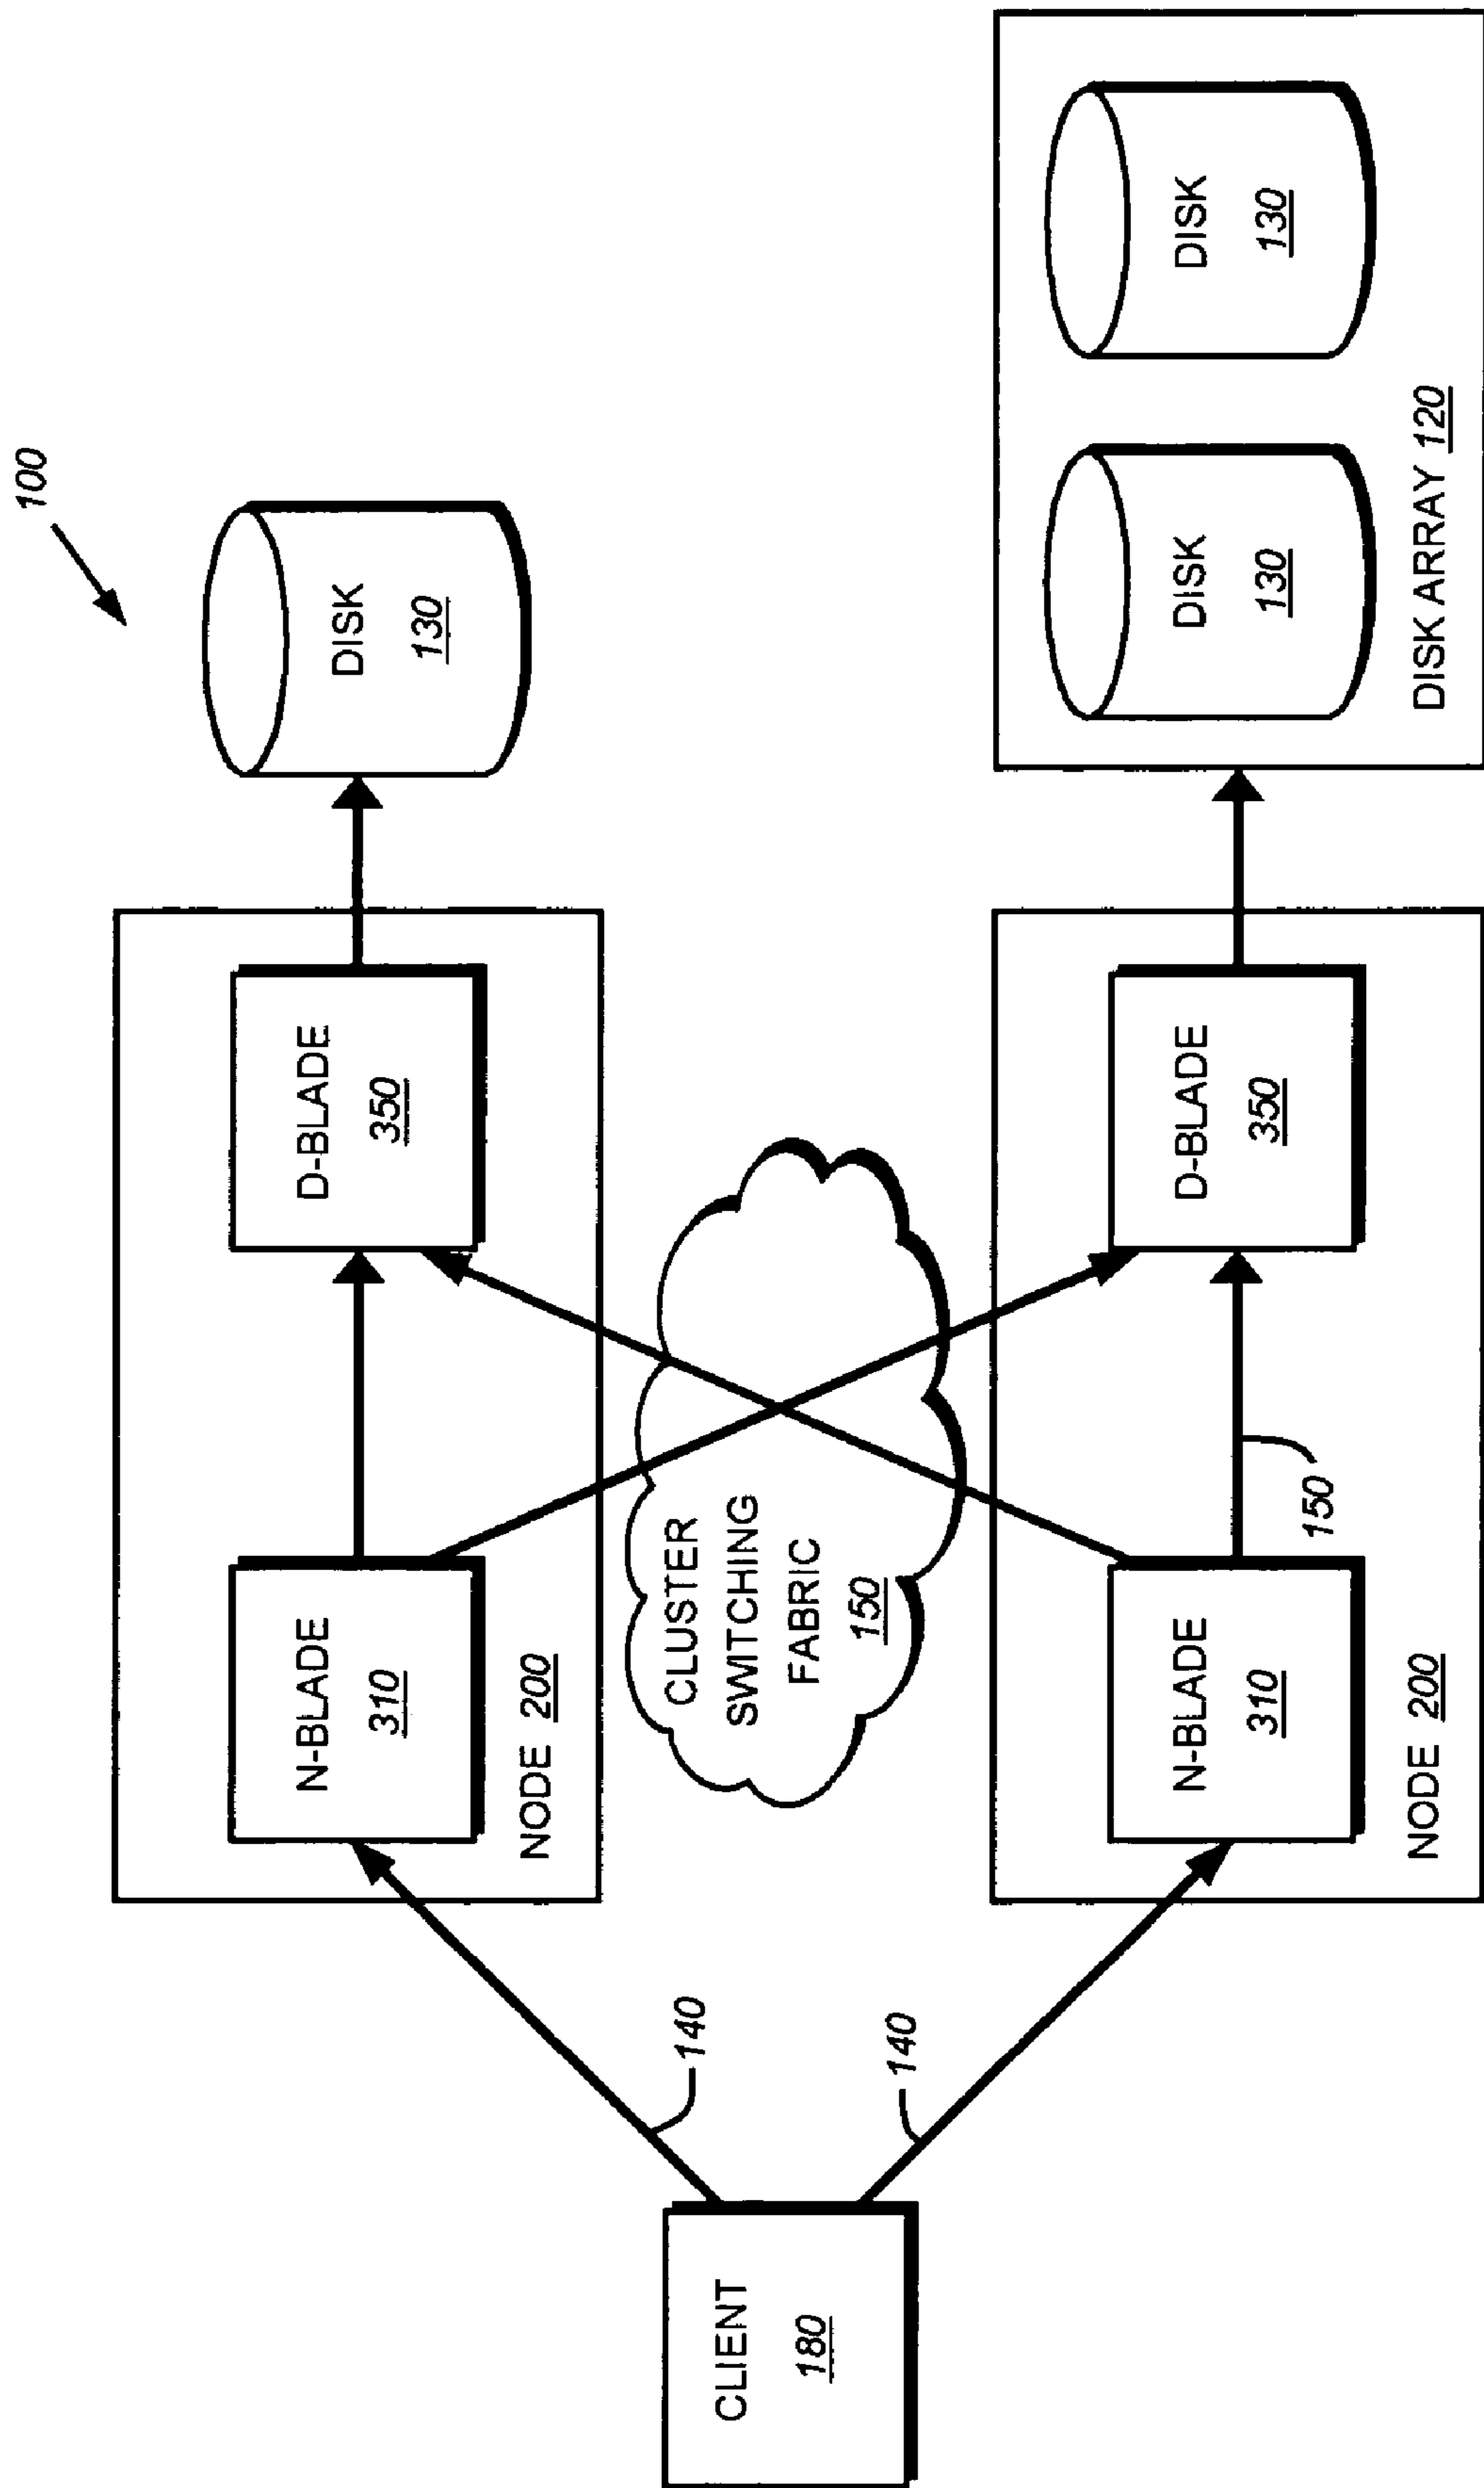 100
CLIENT
180
140
140
N-BLADE
310
NODE 200
D-BLADE
350
DISK
130
CLUSTER
SWITCHING
FABRIC
150
N-BLADE
310
NODE 200
150
D-BLADE
350
DISK
130
DISK
130
DISK ARRAY 120